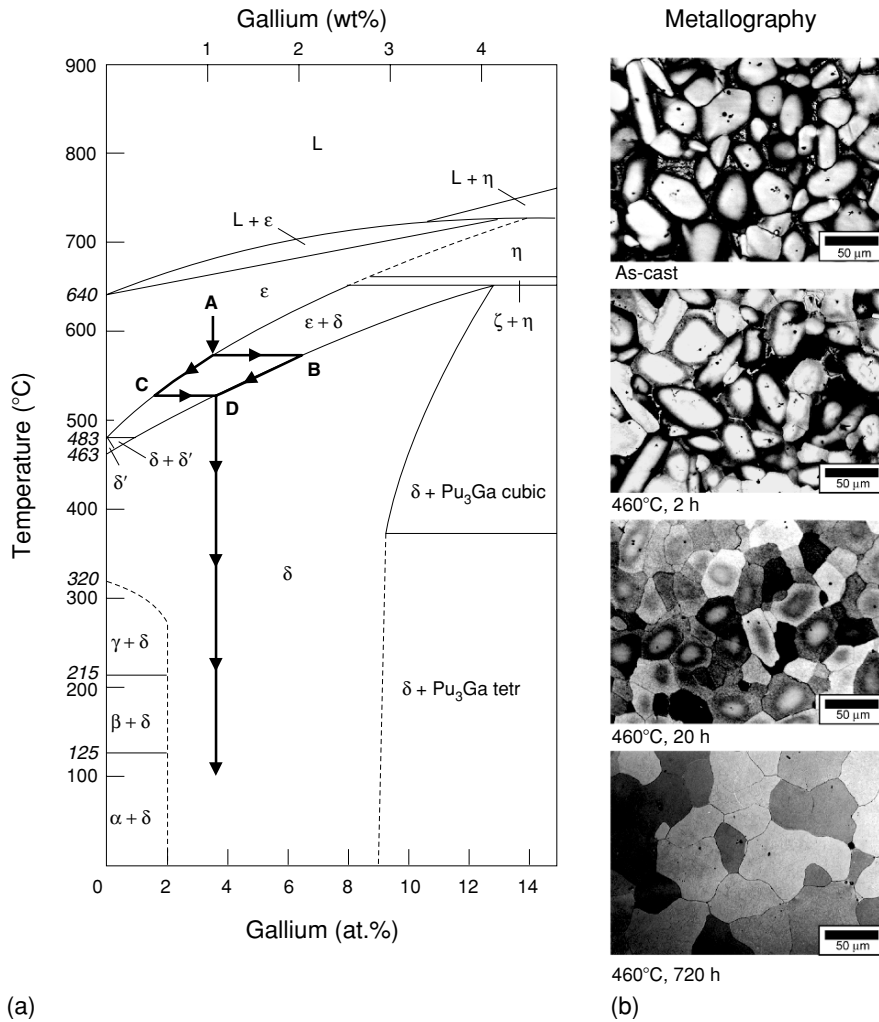 Gallium (wt%)
Metallography
1 2 3 4
900
800
700
640
600
500
483
463
400
320
300
215
200
125
100
Temperature (°C)
L
L + η
L + ε
η
ε
A
ε + δ
ζ + η
C
B
D
δ + δ′
δ′
δ + Pu₃Ga cubic
δ
γ + δ
δ + Pu₃Ga tetr
β + δ
α + δ
0 2 4 6 8 10 12 14
Gallium (at.%)
(a)
50 μm
As-cast
50 μm
460°C, 2 h
50 μm
460°C, 20 h
50 μm
460°C, 720 h
(b)